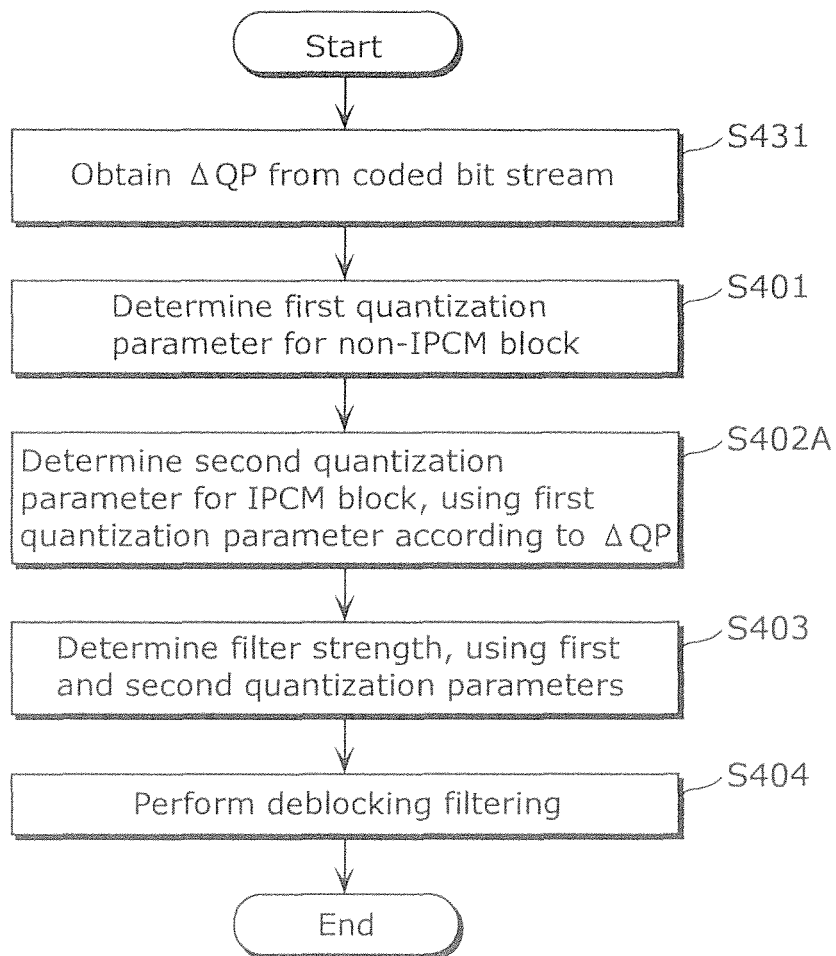 Start
S431
Obtain ΔQP from coded bit stream
S401
Determine first quantization
parameter for non-IPCM block
S402A
Determine second quantization
parameter for IPCM block, using first
quantization parameter according to ΔQP
S403
Determine filter strength, using first
and second quantization parameters
S404
Perform deblocking filtering
End